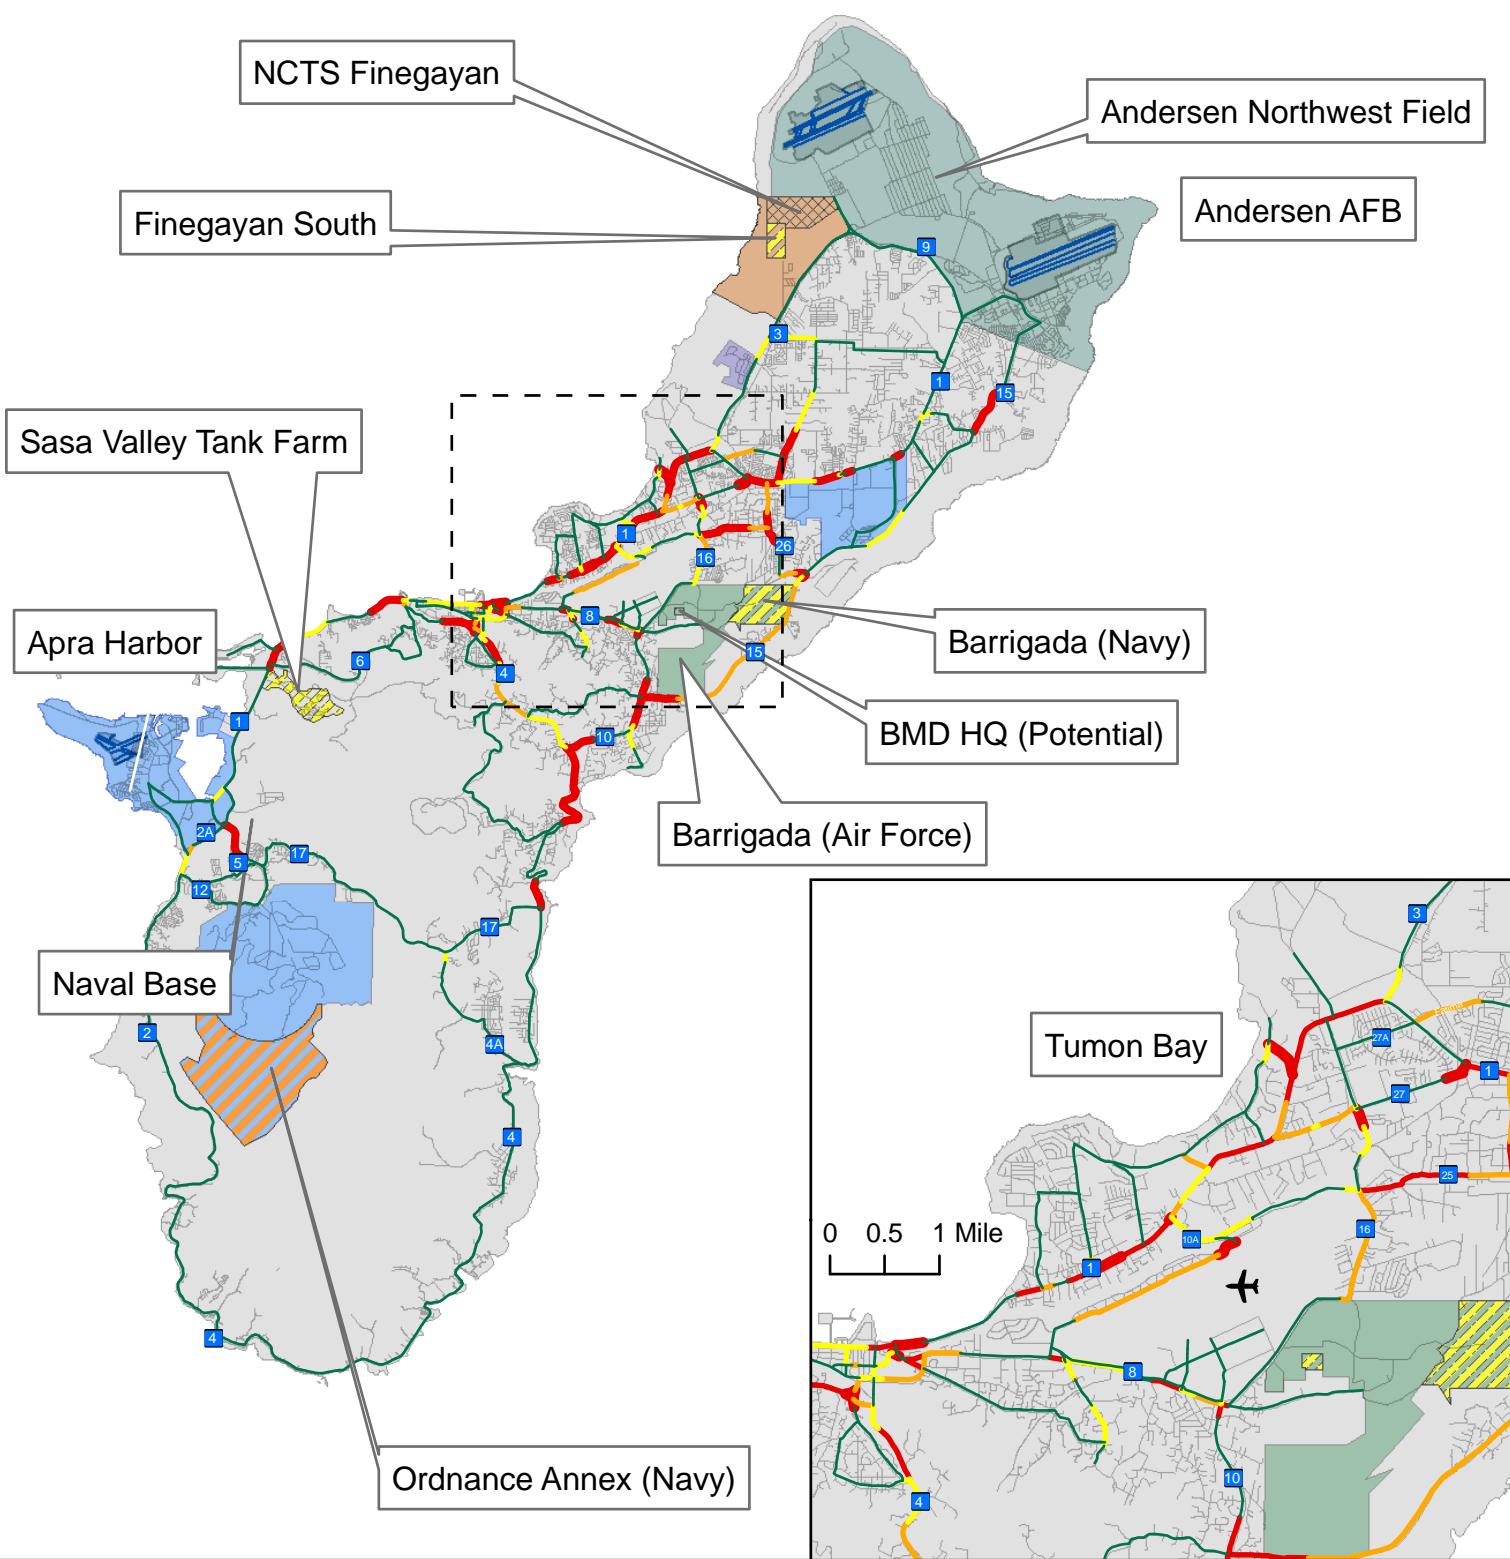 NCTS Finegayan
Andersen Northwest Field
Finegayan South
Andersen AFB
9
3
1
15
Sasa Valley Tank Farm
1
26
16
8
Apra Harbor
Barrigada (Navy)
6
15
4
1
10
BMD HQ (Potential)
2A
Barrigada (Air Force)
17
5
12
17
3
Naval Base
2
4A
Tumon Bay
27A
1
27
4
25
16
0 0.5 1 Mile
10A
1
4
8
Ordnance Annex (Navy)
10
4